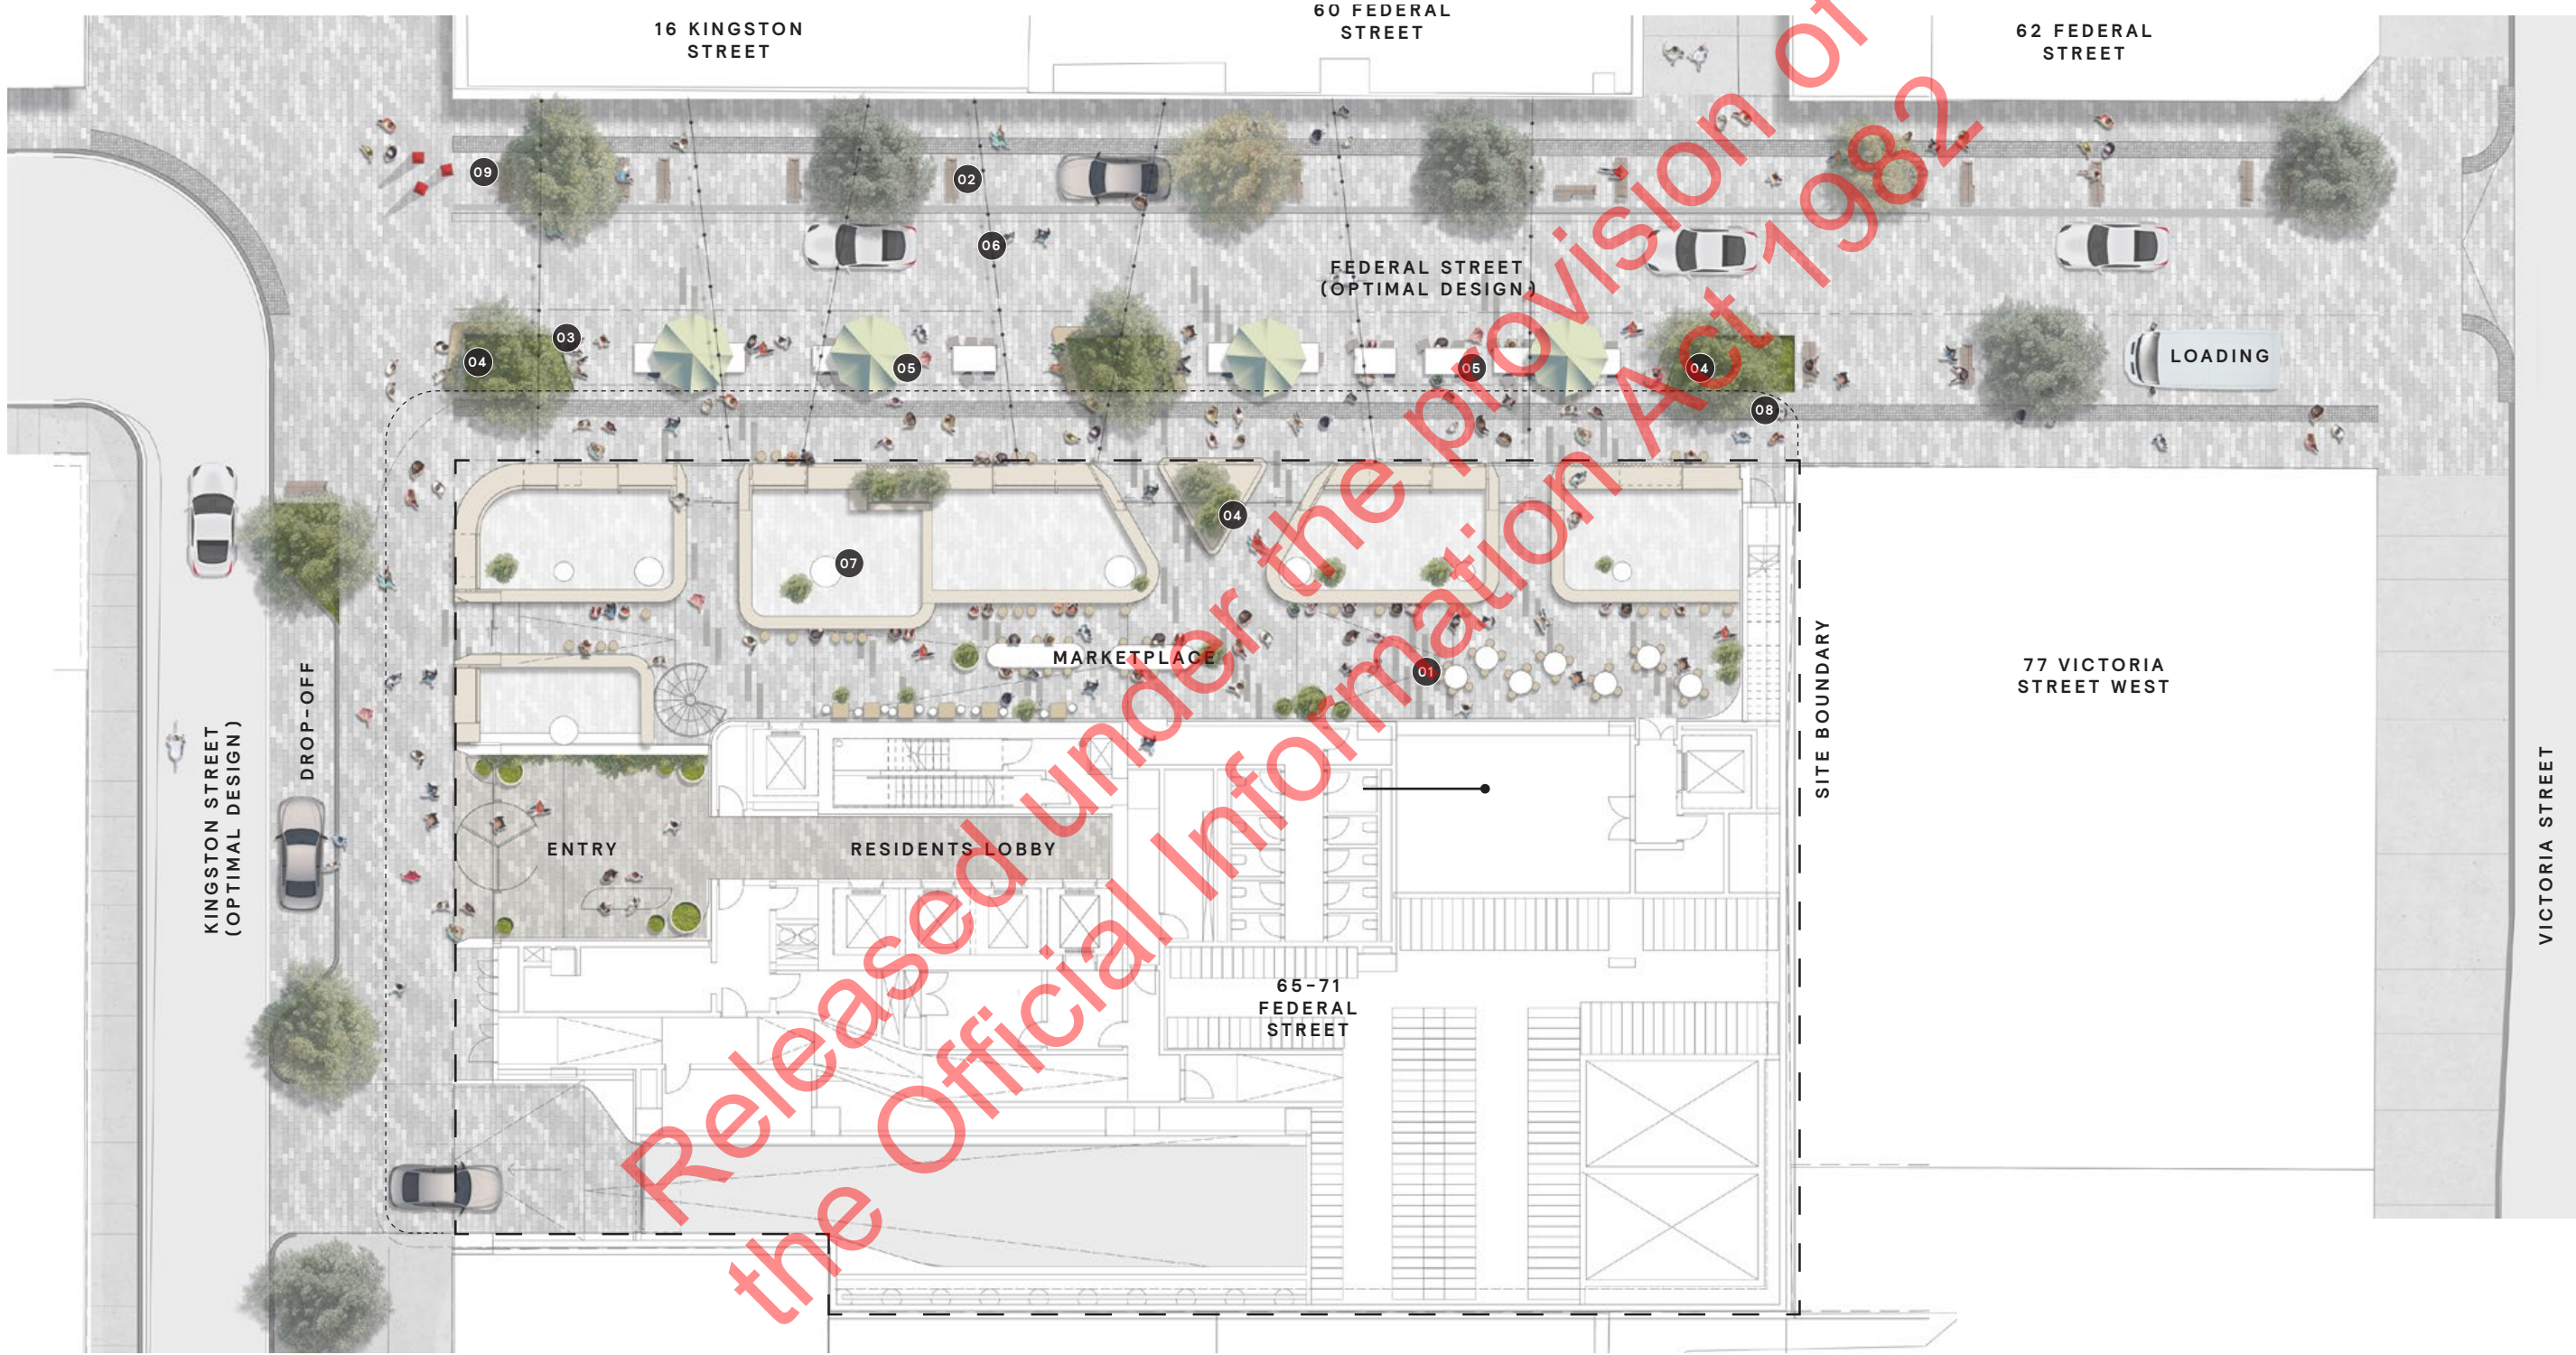 16 KINGSTON
STREET
60 FEDERAL
STREET
62 FEDERAL
STREET
09
02
06
FEDERAL STREET
(OPTIMAL DESIGN)
03
04
05
05
04
LOADING
08
04
07
MARKETPLACE
01
DROP-OFF
KINGSTON STREET
(OPTIMAL DESIGN)
SITE BOUNDARY
77 VICTORIA
STREET WEST
VICTORIA STREET
ENTRY
RESIDENTS LOBBY
65-71
FEDERAL
STREET
Released under the provision of
the Official Information Act 1982